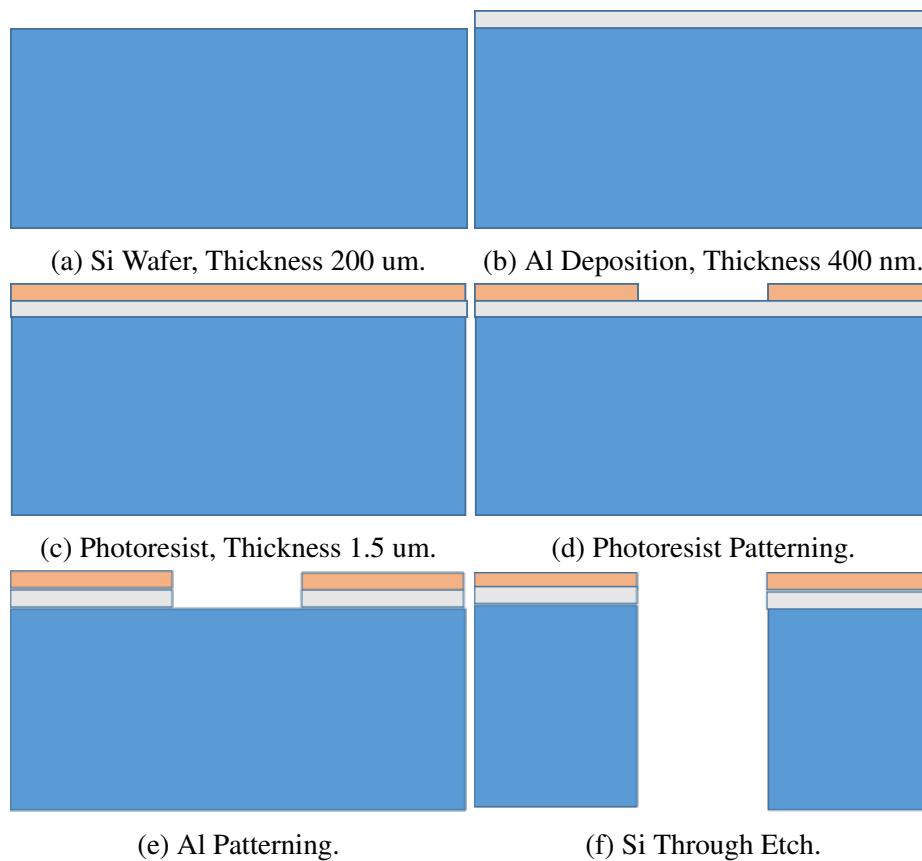 (a) Si Wafer, Thickness 200 um.
(b) Al Deposition, Thickness 400 nm.
(c) Photoresist, Thickness 1.5 um.
(d) Photoresist Patterning.
(e) Al Patterning.
(f) Si Through Etch.